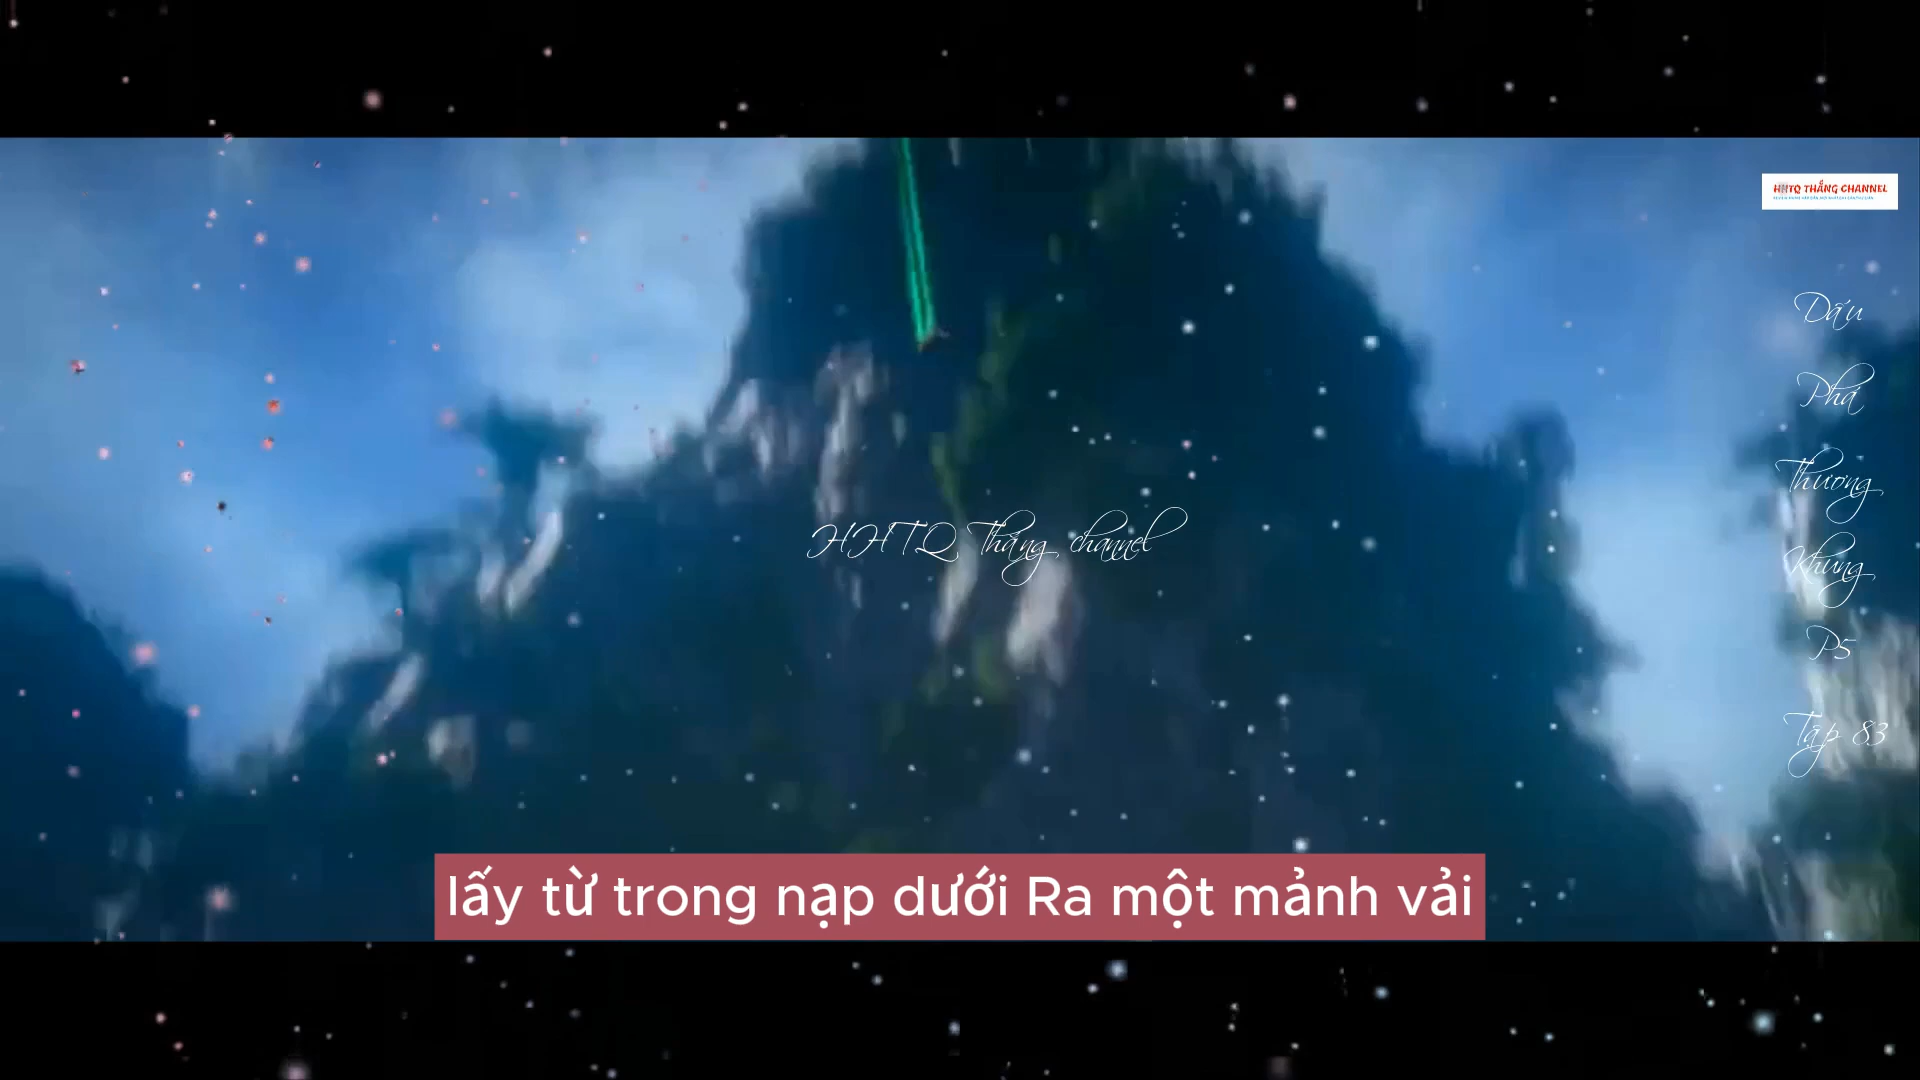 HHTQ THẮNG CHANNEL
Dấu
Phá
Thương
Khung
P5
Tập 83
HHTQ Thắng channel
lấy từ trong nạp dưới Ra một mảnh vải